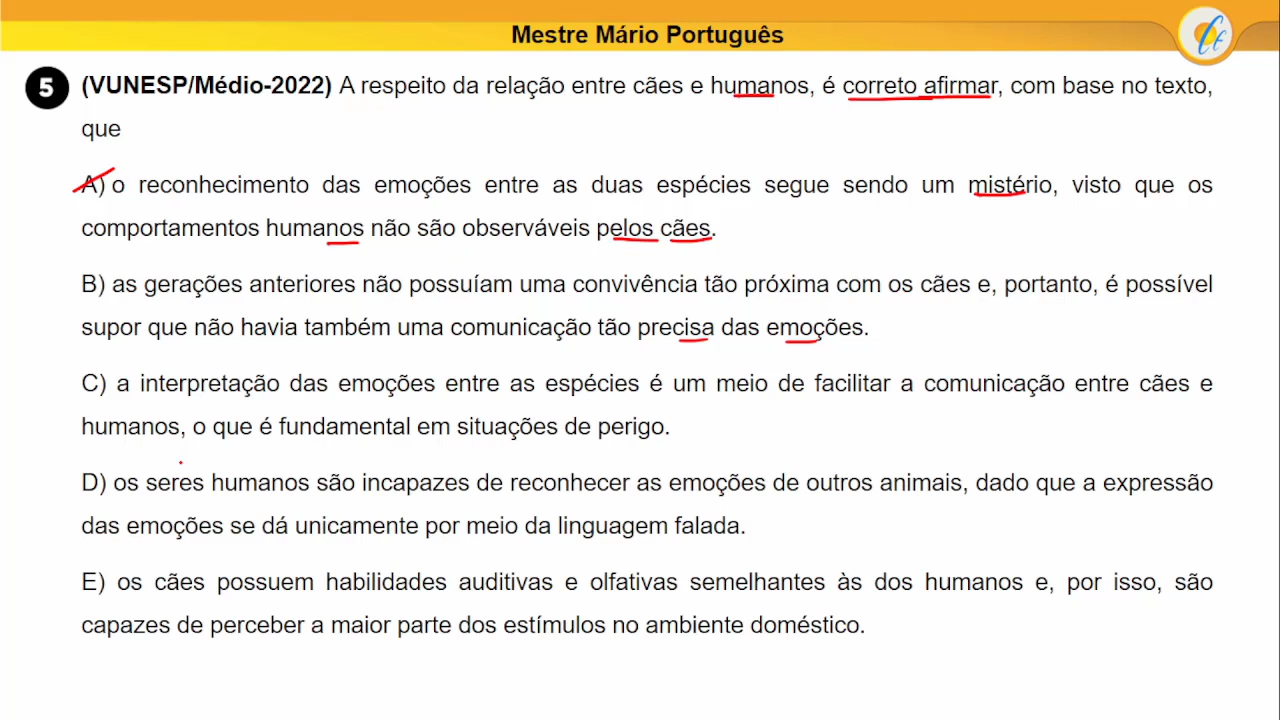 Mestre Mário Português
5 (VUNESP/Médio-2022) A respeito da relação entre cães e humanos, é correto afirmar, com base no texto,
que
A) o reconhecimento das emoções entre as duas espécies segue sendo um mistério, visto que os
comportamentos humanos não são observáveis pelos cães.
B) as gerações anteriores não possuíam uma convivência tão próxima com os cães e, portanto, é possível
supor que não havia também uma comunicação tão precisa das emoções.
C) a interpretação das emoções entre as espécies é um meio de facilitar a comunicação entre cães e
humanos, o que é fundamental em situações de perigo.
D) os seres humanos são incapazes de reconhecer as emoções de outros animais, dado que a expressão
das emoções se dá unicamente por meio da linguagem falada.
E) os cães possuem habilidades auditivas e olfativas semelhantes às dos humanos e, por isso, são
capazes de perceber a maior parte dos estímulos no ambiente doméstico.